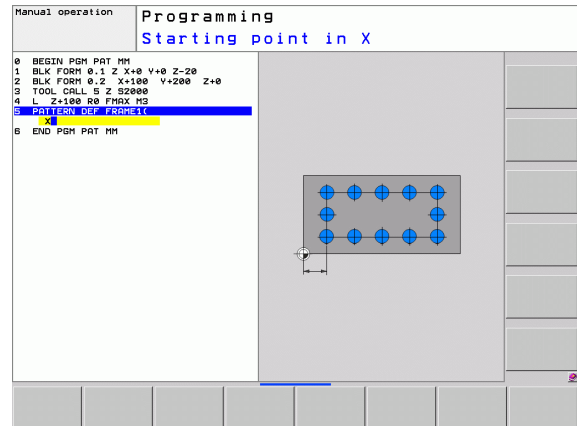 Manual operation
Programming
Starting point in X
0 BEGIN PGM PAT MM
1 BLK FORM 0.1 Z X+0 Y+0 Z-20
2 BLK FORM 0.2 X+100 Y+200 Z+0
3 TOOL CALL 5 Z S2000
4 L Z+100 R0 FMAX M3
5 PATTERN DEF FRAME1(
X
6 END PGM PAT MM